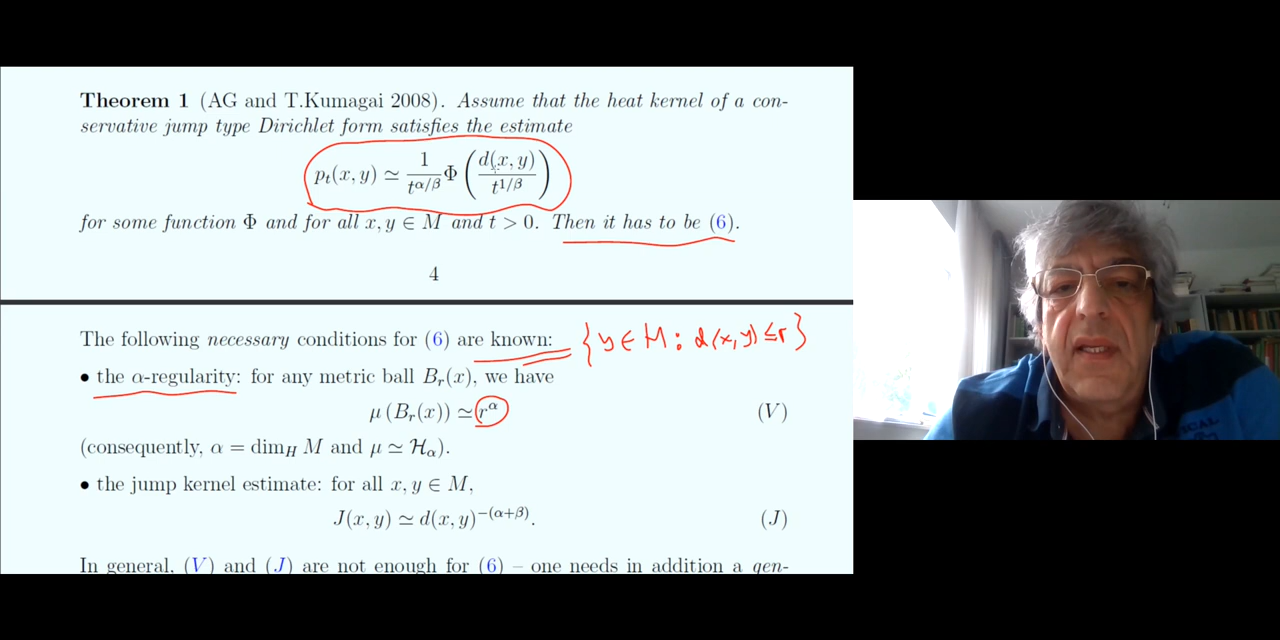 Theorem 1 (AG and T.Kumagai 2008). Assume that the heat kernel of a con-
servative jump type Dirichlet form satisfies the estimate
p_t(x, y) ≃ 1/t^{α/β} Φ ( d(x, y)/t^{1/β} )
for some function Φ and for all x, y ∈ M and t > 0. Then it has to be (6).
4
The following necessary conditions for (6) are known: {y ∈ M : d(x, y) ≤ r}
• the α-regularity: for any metric ball B_r(x), we have
μ (B_r(x)) ≃ r^α (V)
(consequently, α = dim_H M and μ ≃ ℋ_α).
• the jump kernel estimate: for all x, y ∈ M,
J(x, y) ≃ d(x, y)^{−(α+β)}. (J)
In general, (V) and (J) are not enough for (6) – one needs in addition a gen-